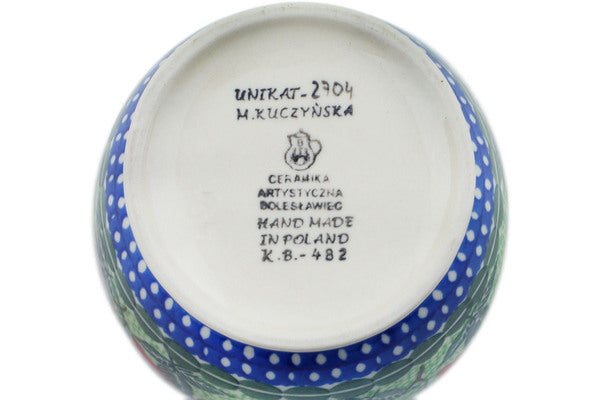 UNIKAT-2704
M.KUCZYŃSKA
B
CERAMIKA
ARTYSTYCZNA
BOLESŁAWIEC
HAND MADE
IN POLAND
K.B.-482